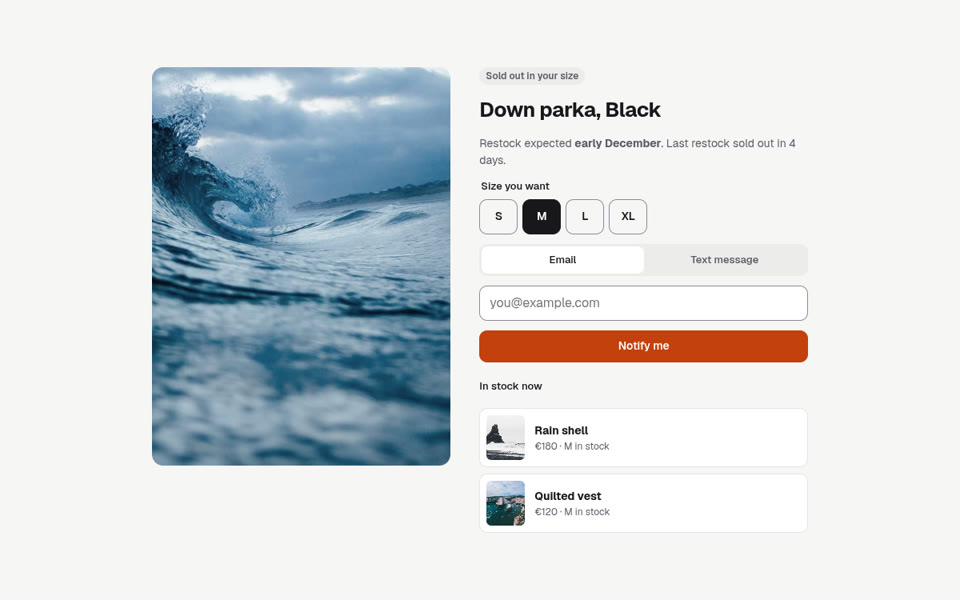 Sold out in your size
Down parka, Black
Restock expected early December. Last restock sold out in 4
days.
Size you want
S M L XL
Email Text message
you@example.com
Notify me
In stock now
Rain shell
€180 · M in stock
Quilted vest
€120 · M in stock